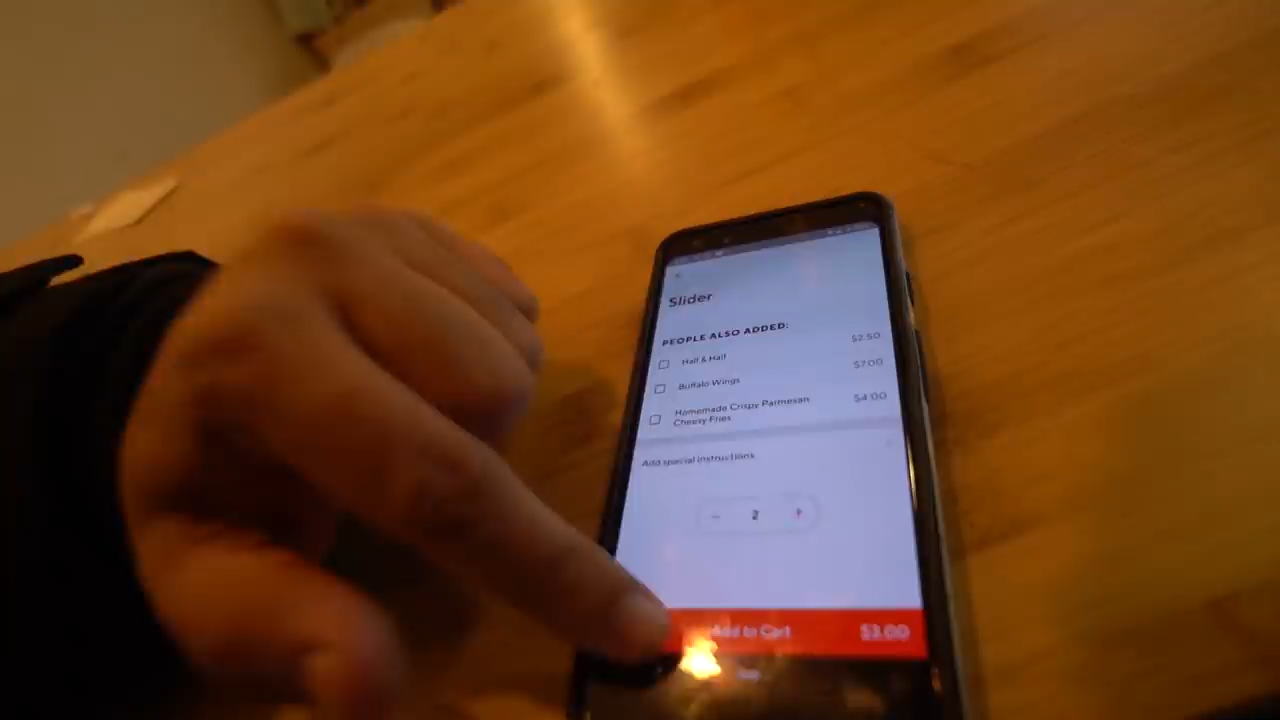 Slider
PEOPLE ALSO ADDED:
Half & Half $2.50
Buffalo Wings $7.00
Homemade Crispy Parmesan $4.00
Cheesy Fries
Add special instructions
- 2 +
Add to Cart $3.00